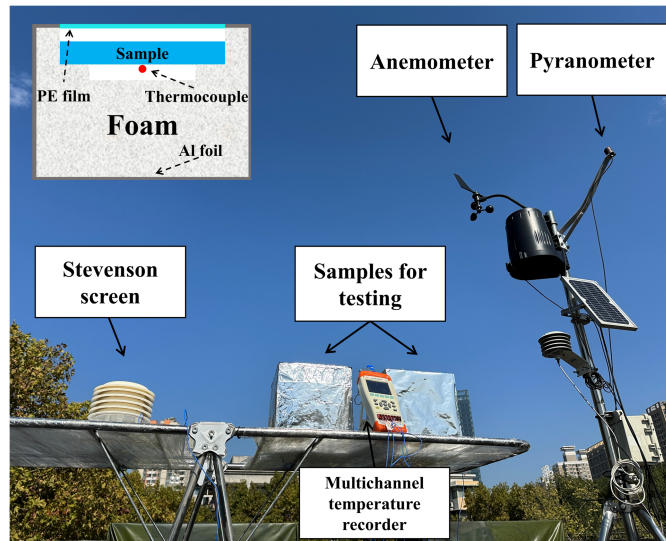 Sample
PE film
Thermocouple
Foam
Al foil
Anemometer
Pyranometer
Stevenson
screen
Samples for
testing
Multichannel
temperature
recorder